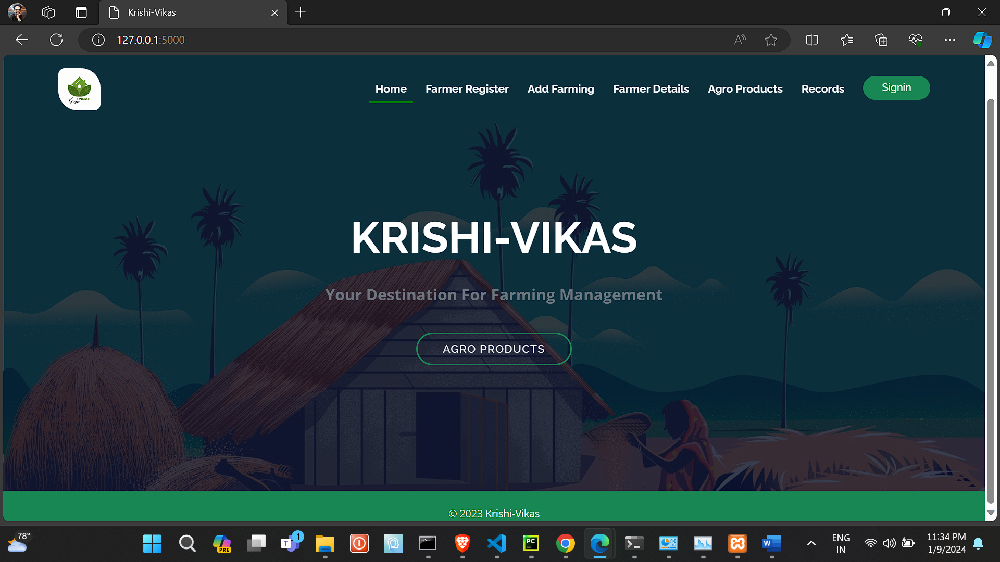 Krishi-Vikas
127.0.0.1:5000
Krishi VIKASH
Home Farmer Register Add Farming Farmer Details Agro Products Records Signin
KRISHI-VIKAS
Your Destination For Farming Management
AGRO PRODUCTS
© 2023 Krishi-Vikas
78°
PRE
T 1
PC
W
ENG
IN
11:34 PM
1/9/2024